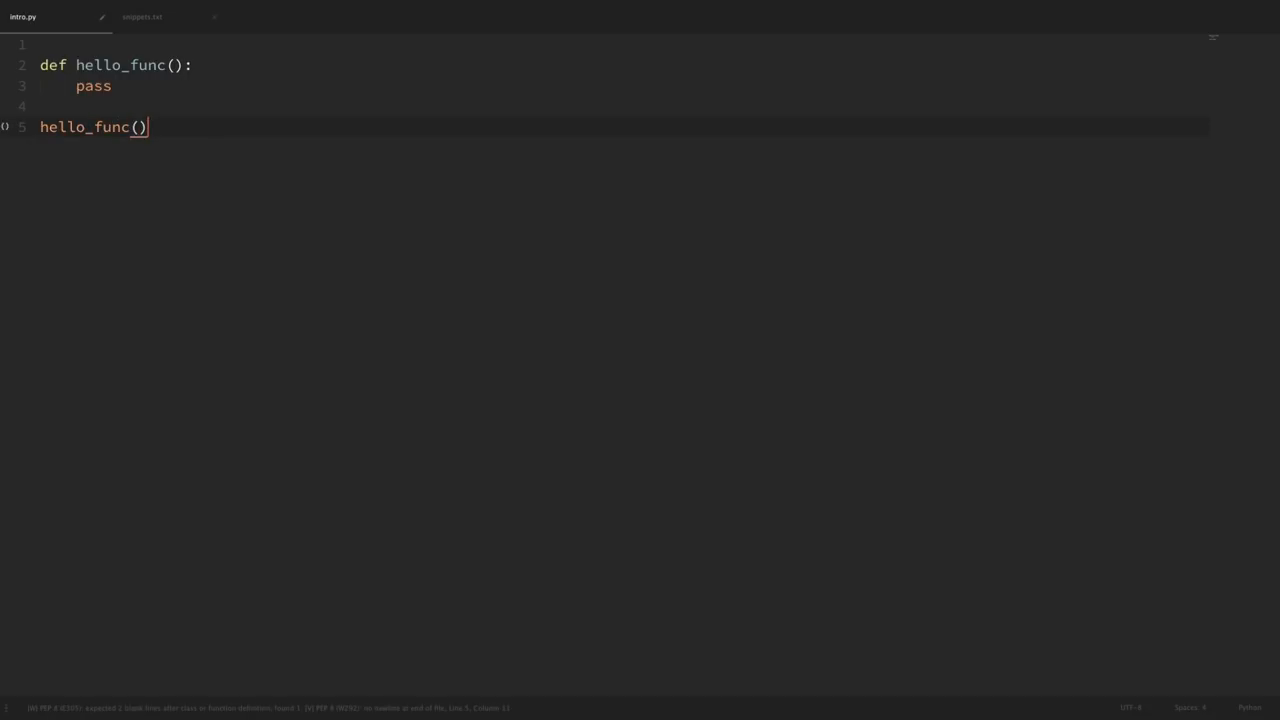 intro.py
snippets.txt
1
2 def hello_func():
3 pass
4
{} 5 hello_func()
[W] PEP 8 (E305): expected 2 blank lines after class or function definition, found 1 [V] PEP 8 (W292): no newline at end of file, Line 5, Column 13
UTF-8
Spaces: 4
Python